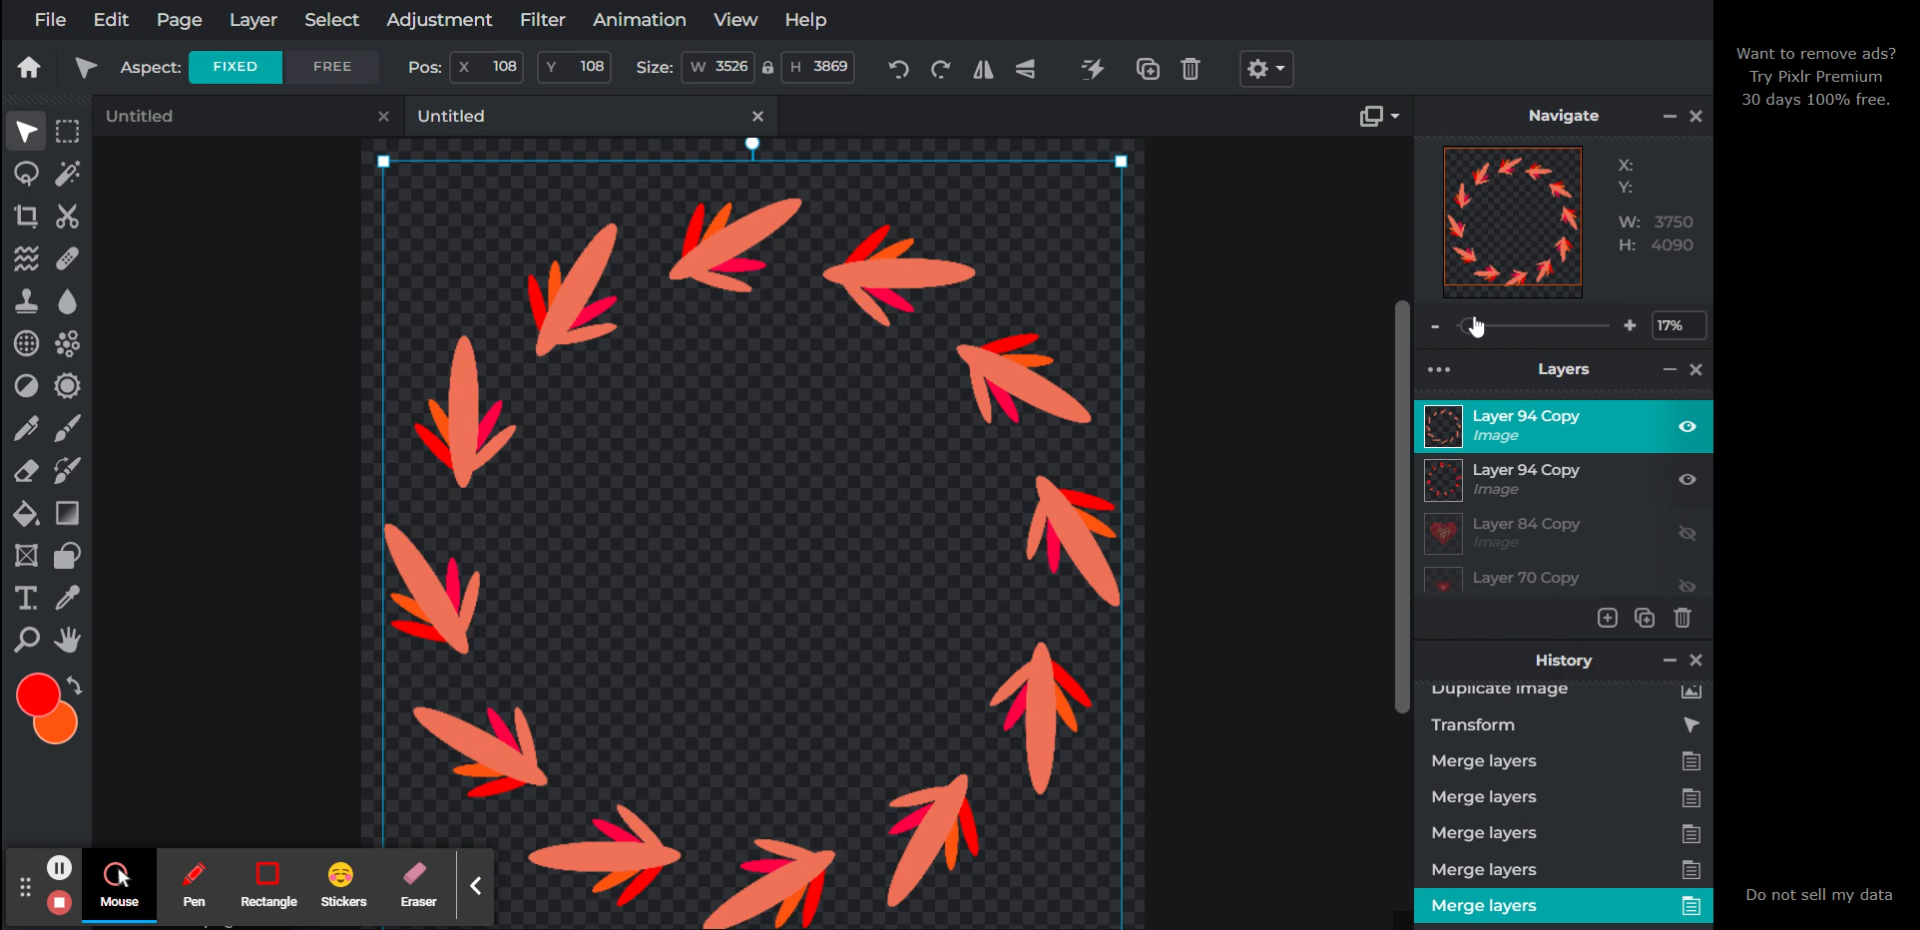 File Edit Page Layer Select Adjustment Filter Animation View Help
Aspect: FIXED FREE Pos: X 108 Y 108 Size: W 3526 H 3869
Want to remove ads?
Try Pixlr Premium
30 days 100% free.
Untitled Untitled
Navigate
X:
Y:
W: 3750
H: 4090
- + 17%
Layers
Layer 94 Copy
Image
Layer 94 Copy
Image
Layer 84 Copy
Image
Layer 70 Copy
History
Duplicate image
Transform
Merge layers
Merge layers
Merge layers
Merge layers
Merge layers
Mouse Pen Rectangle Stickers Eraser
Do not sell my data